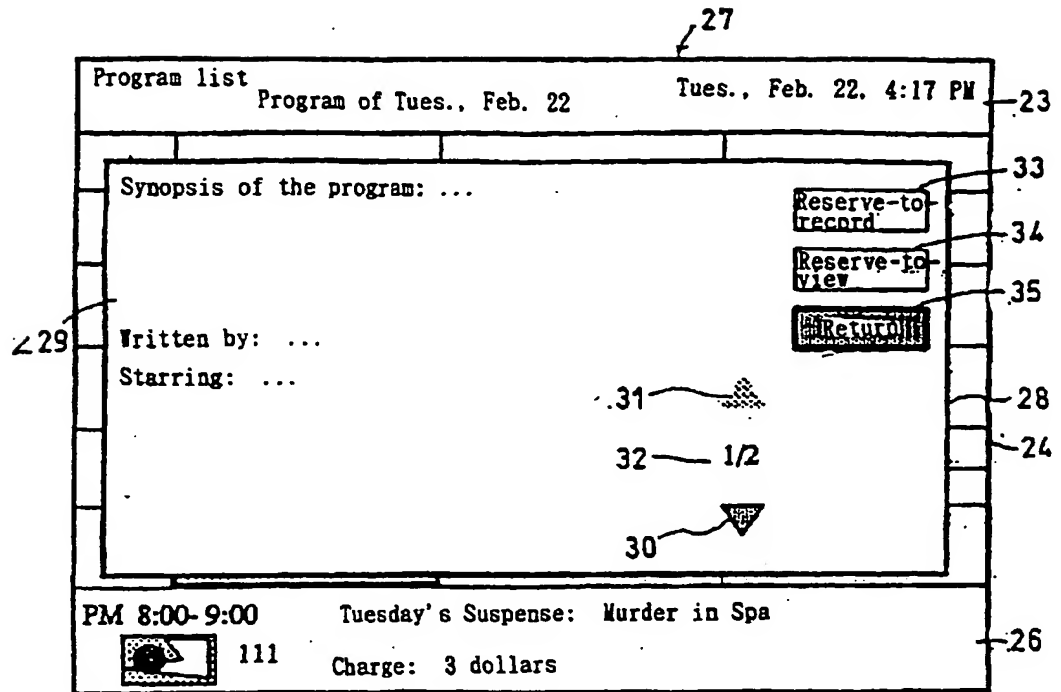 27
Program list
Program of Tues., Feb. 22
Tues., Feb. 22, 4:17 PM
23
Synopsis of the program: ...
33
Reserve-to-
record
34
Reserve-to-
view
35
Return
29
Written by: ...
Starring: ...
31
28
24
32
1/2
30
PM 8:00-9:00
Tuesday's Suspense: Murder in Spa
26
111
Charge: 3 dollars